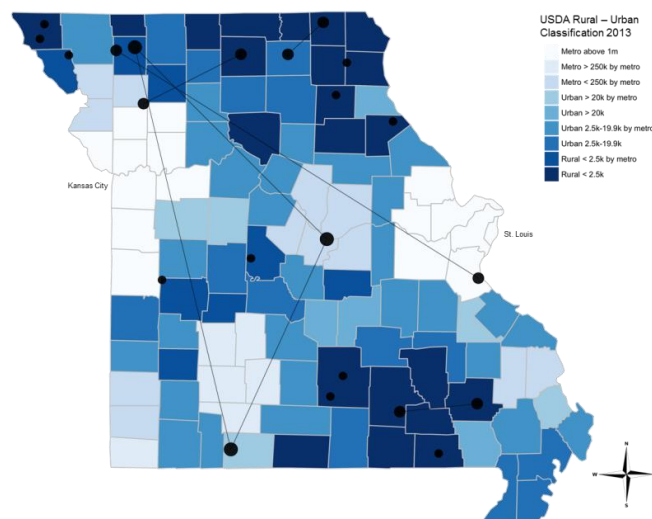 USDA Rural – Urban
Classification 2013
Metro above 1m
Metro > 250k by metro
Metro < 250k by metro
Urban > 20k by metro
Urban > 20k
Urban 2.5k-19.9k by metro
Urban 2.5k-19.9k
Rural < 2.5k by metro
Rural < 2.5k
Kansas City
St. Louis
N
W
E
S